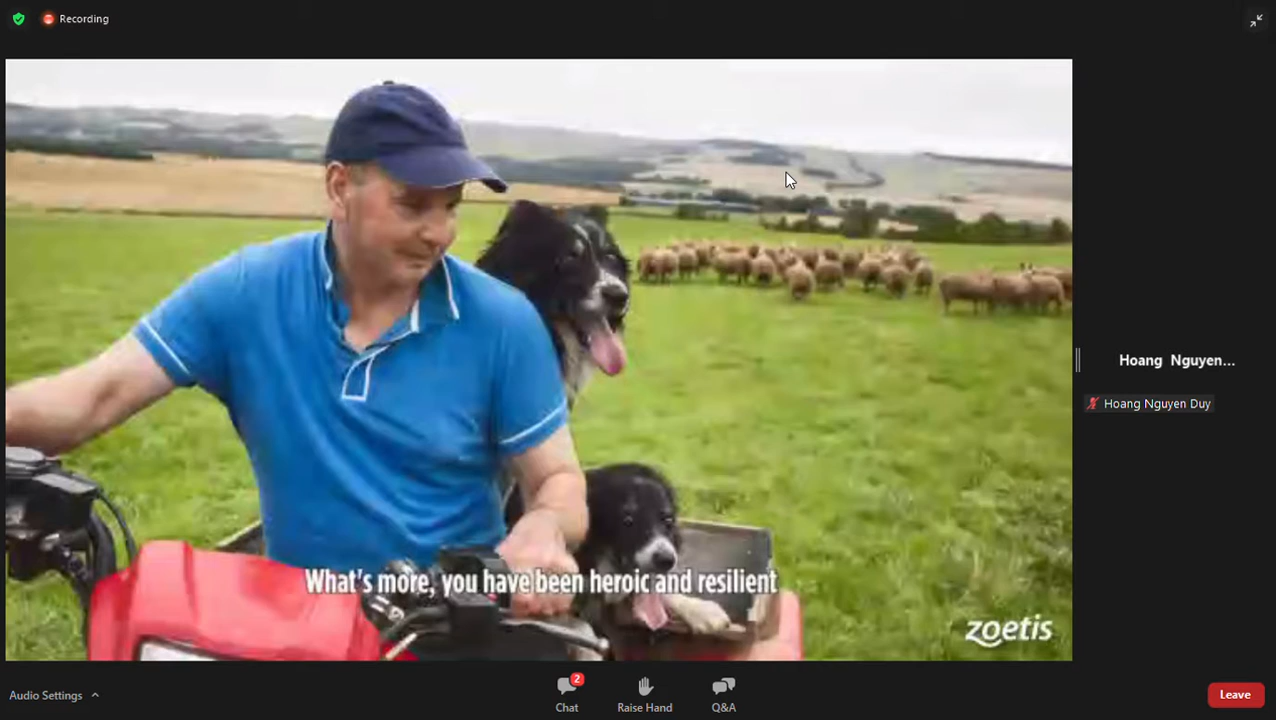 Recording
Hoang Nguyen...
Hoang Nguyen Duy
What's more, you have been heroic and resilient
zoetis
Audio Settings
2
Chat
Raise Hand
Q&A
Leave